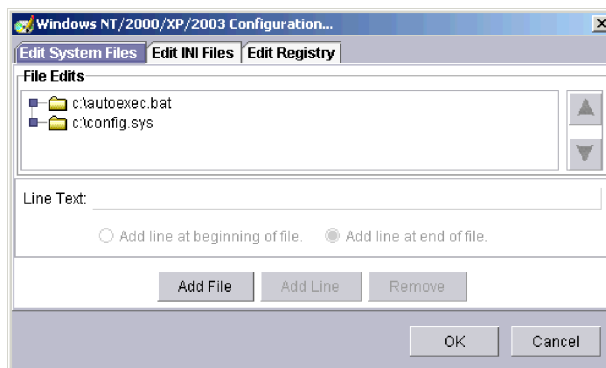 Windows NT/2000/XP/2003 Configuration...
Edit System Files Edit INI Files Edit Registry
File Edits
c:\autoexec.bat
c:\config.sys
Line Text:
Add line at beginning of file. Add line at end of file.
Add File Add Line Remove
OK Cancel